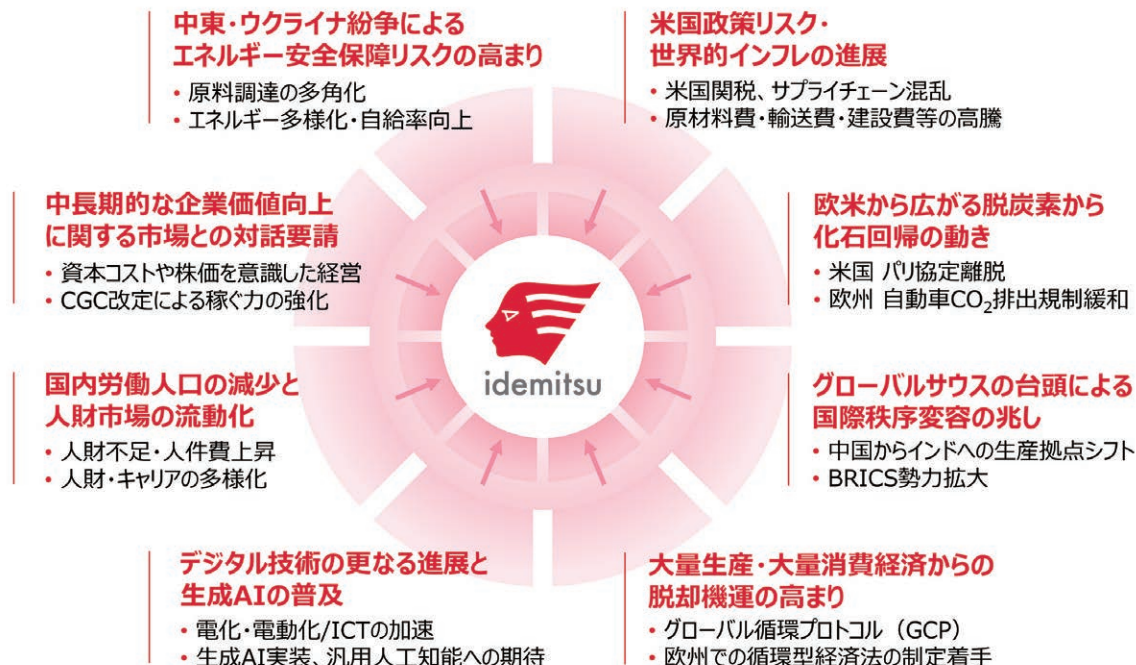 中東・ウクライナ紛争による
エネルギー安全保障リスクの高まり
• 原料調達の多角化
• エネルギー多様化・自給率向上
米国政策リスク・
世界的インフレの進展
• 米国関税、サプライチェーン混乱
• 原材料費・輸送費・建設費等の高騰
中長期的な企業価値向上
に関する市場との対話要請
• 資本コストや株価を意識した経営
• CGC改定による稼ぐ力の強化
欧米から広がる脱炭素から
化石回帰の動き
• 米国 パリ協定離脱
• 欧州 自動車CO₂排出規制緩和
idemitsu
国内労働人口の減少と
人財市場の流動化
• 人財不足・人件費上昇
• 人財・キャリアの多様化
グローバルサウスの台頭による
国際秩序変容の兆し
• 中国からインドへの生産拠点シフト
• BRICS勢力拡大
デジタル技術の更なる進展と
生成AIの普及
• 電化・電動化/ICTの加速
• 生成AI実装、汎用人工知能への期待
大量生産・大量消費経済からの
脱却機運の高まり
• グローバル循環プロトコル（GCP）
• 欧州での循環型経済法の制定着手